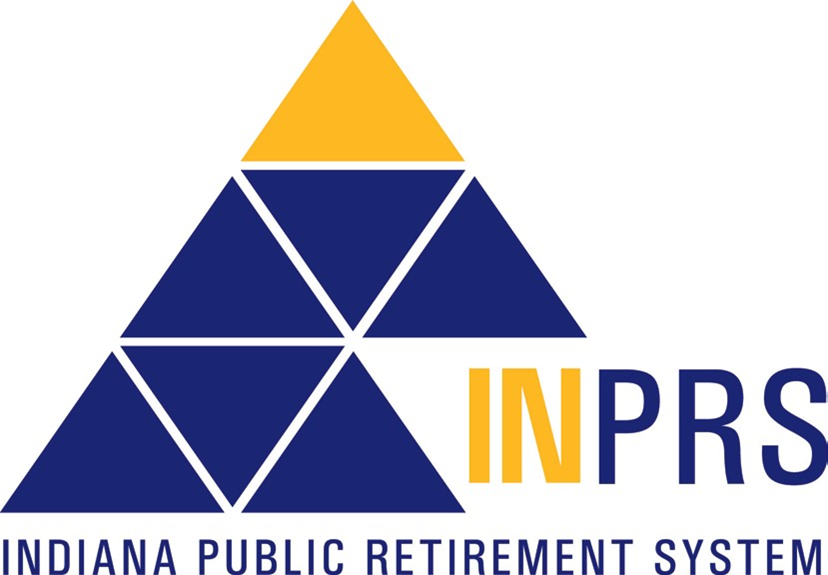 INPRS
INDIANA PUBLIC RETIREMENT SYSTEM